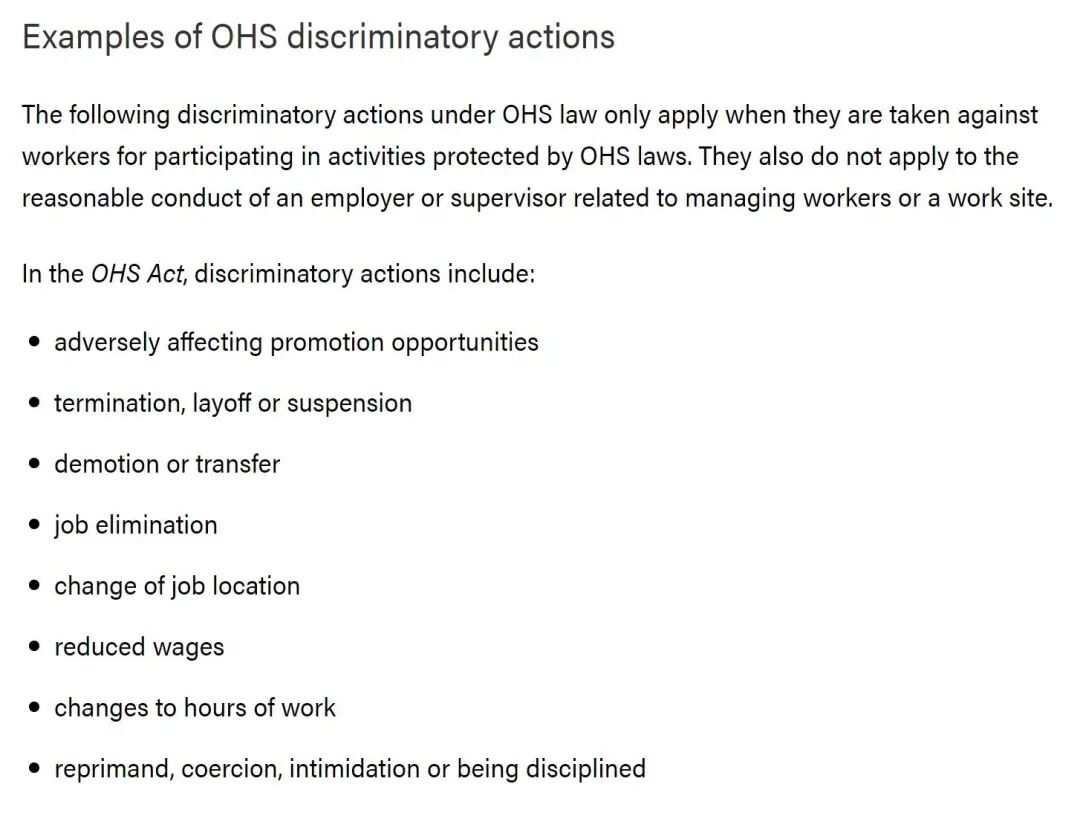 Examples of OHS discriminatory actions
The following discriminatory actions under OHS law only apply when they are taken against
workers for participating in activities protected by OHS laws. They also do not apply to the
reasonable conduct of an employer or supervisor related to managing workers or a work site.
In the OHS Act, discriminatory actions include:
• adversely affecting promotion opportunities
• termination, layoff or suspension
• demotion or transfer
• job elimination
• change of job location
• reduced wages
• changes to hours of work
• reprimand, coercion, intimidation or being disciplined